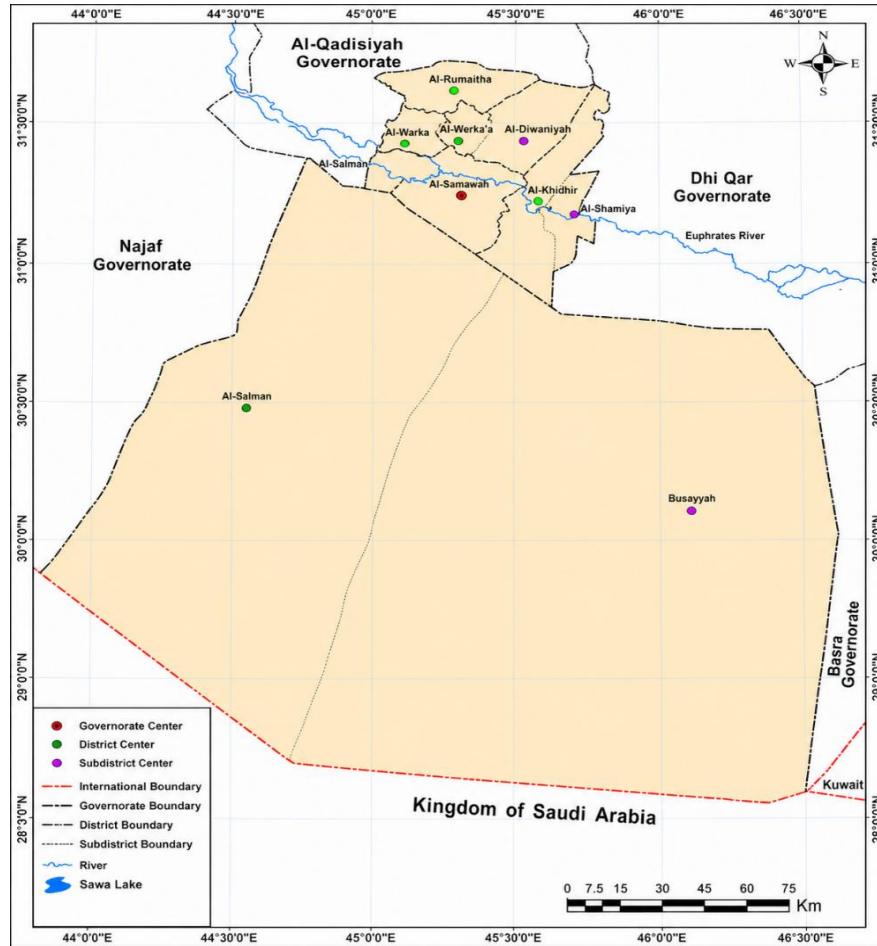 44°0'0"E 44°30'0"E 45°0'0"E 45°30'0"E 46°0'0"E 46°30'0"E
Al-Qadisiyah
Governorate
N
W E
S
Al-Rumaitha
31°30'0"N
Al-Warka
Al-Werka'a
Al-Diwaniyah
Al-Salman
Al-Samawah
Al-Khidhir
Al-Shamiya
Dhi Qar
Governorate
Euphrates River
Najaf
Governorate
31°0'0"N
30°30'0"N
Al-Salman
Busayyah
30°0'0"N
Basra
Governorate
29°0'0"N 29°0'0"N
Governorate Center
District Center
Subdistrict Center
International Boundary
Governorate Boundary
District Boundary
Subdistrict Boundary
River
Sawa Lake
Kuwait
Kingdom of Saudi Arabia
0 7.5 15 30 45 60 75
Km
44°0'0"E 44°30'0"E 45°0'0"E 45°30'0"E 46°0'0"E 46°30'0"E